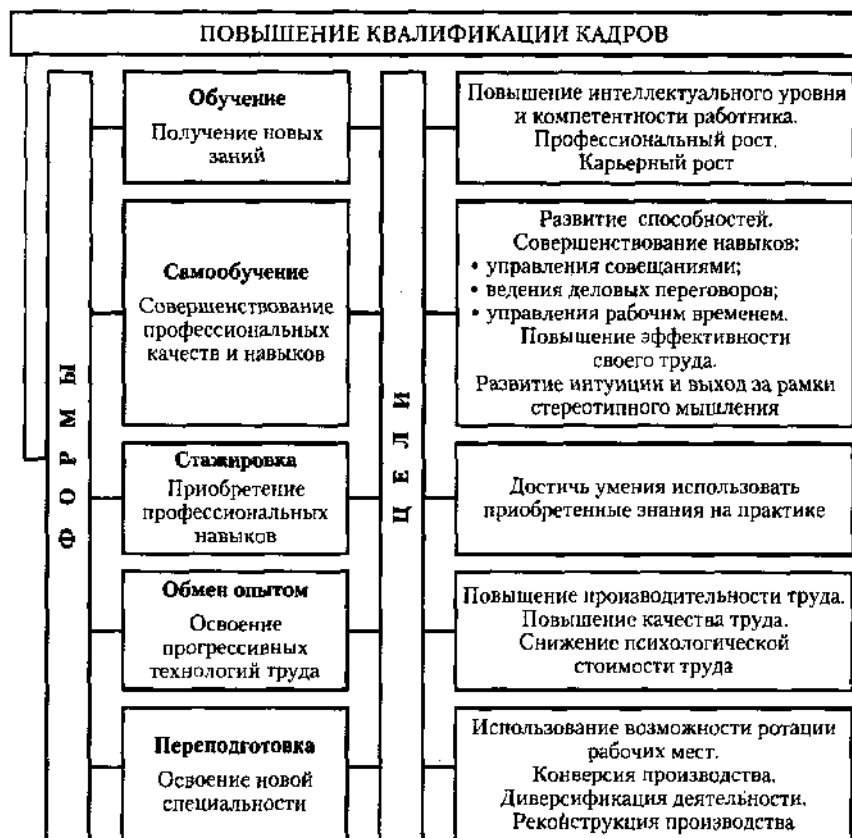 ПОВЫШЕНИЕ КВАЛИФИКАЦИИ КАДРОВ
ФОРМЫ
Обучение
Получение новых
заний
Самообучение
Совершенствование
профессиональных
качеств и навыков
Стажировка
Приобретение
профессиональных
навыков
Обмен опытом
Освоение
прогрессивных
технологий труда
Переподготовка
Освоение новой
специальности
ЦЕЛИ
Повышение интеллектуального уровня
и компетентности работника.
Профессиональный рост.
Карьерный рост
Развитие способностей.
Совершенствование навыков:
• управления совещаниями;
• ведения деловых переговоров;
• управления рабочим временем.
Повышение эффективности
своего труда.
Развитие интуиции и выход за рамки
стереотипного мышления
Достичь умения использовать
приобретенные знания на практике
Повышение производительности труда.
Повышение качества труда.
Снижение психологической
стоимости труда
Использование возможности ротации
рабочих мест.
Конверсия производства.
Диверсификация деятельности.
Реконструкция производства